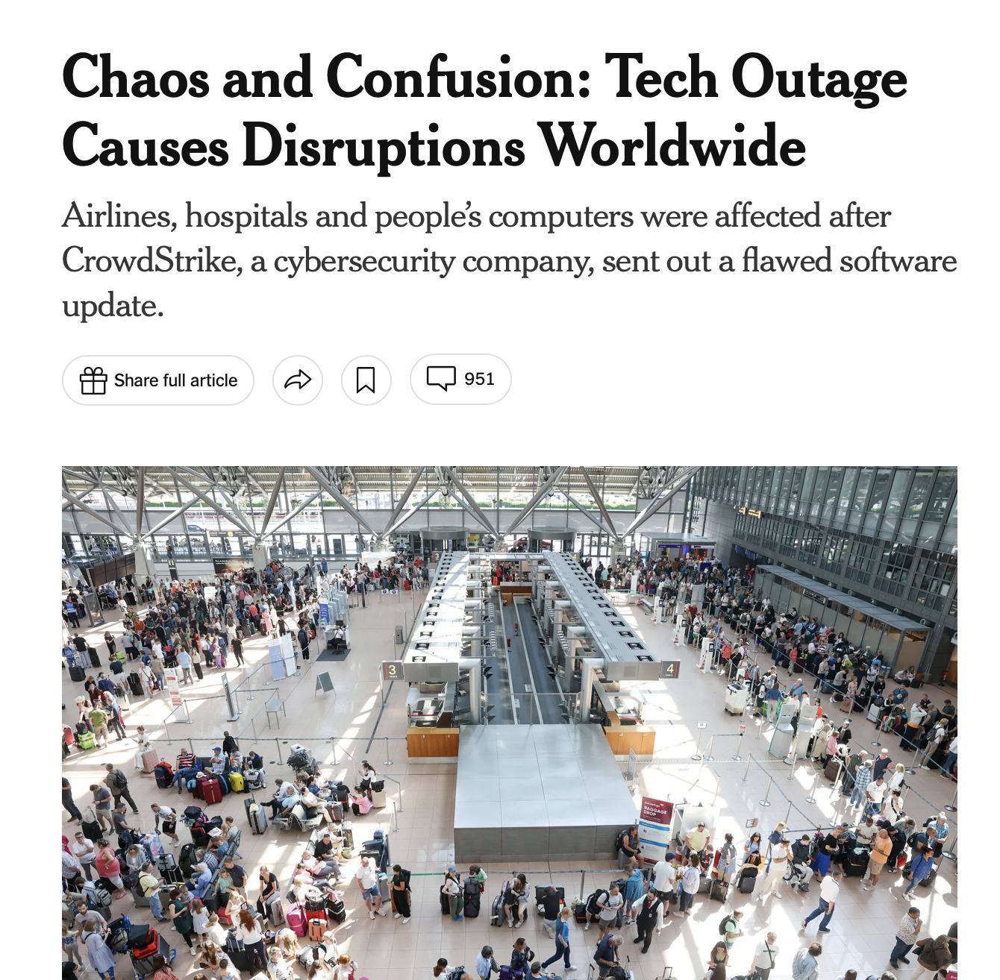 Chaos and Confusion: Tech Outage
Causes Disruptions Worldwide
Airlines, hospitals and people’s computers were affected after
CrowdStrike, a cybersecurity company, sent out a flawed software
update.
Share full article
951
3
4
3
4
BAGGAGE
DROP